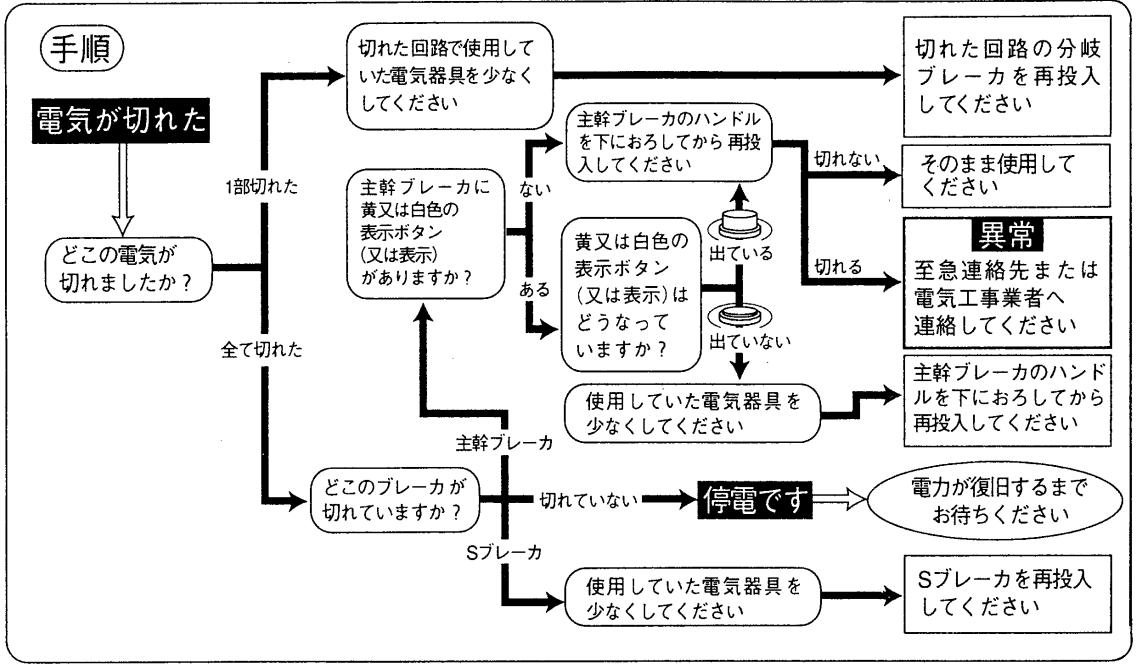 手順
電気が切れた
どこの電気が
切れましたか？
1部切れた
全て切れた
切れた回路で使用して
いた電気器具を少なく
してください
切れた回路の分岐
ブレーカを再投入
してください
主幹ブレーカに
黄又は白色の
表示ボタン
（又は表示）
がありますか？
ない
ある
主幹ブレーカのハンドル
を下におろしてから再投
入してください
切れない
そのまま使用して
ください
切れる
異常
至急連絡先または
電気工事業者へ
連絡してください
黄又は白色の
表示ボタン
（又は表示）は
どうなって
いますか？
出ている
出ていない
使用していた電気器具を
少なくしてください
主幹ブレーカのハンド
ルを下におろしてから
再投入してください
どこのブレーカが
切れていますか？
主幹ブレーカ
切れていない
停電です
電力が復旧するまで
お待ちください
Sブレーカ
使用していた電気器具を
少なくしてください
Sブレーカを再投入
してください